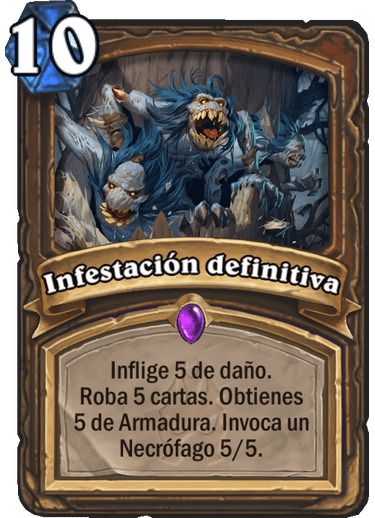 10
Infestación definitiva
Inflige 5 de daño.
Roba 5 cartas. Obtienes
5 de Armadura. Invoca un
Necrófago 5/5.